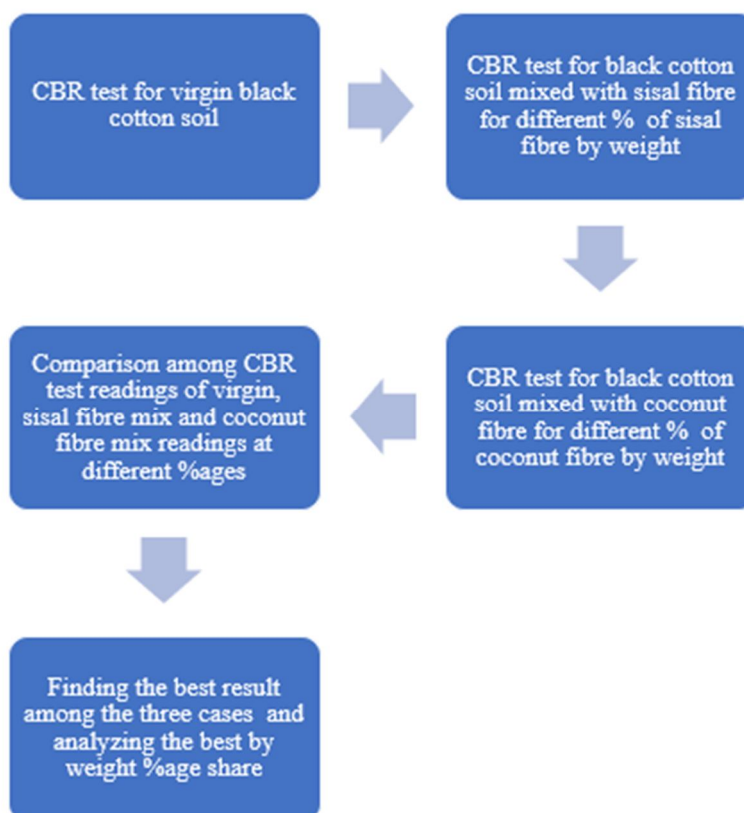 CBR test for virgin black
cotton soil
CBR test for black cotton
soil mixed with sisal fibre
for different % of sisal
fibre by weight
CBR test for black cotton
soil mixed with coconut
fibre for different % of
coconut fibre by weight
Comparison among CBR
test readings of virgin,
sisal fibre mix and coconut
fibre mix readings at
different %ages
Finding the best result
among the three cases and
analyzing the best by
weight %age share